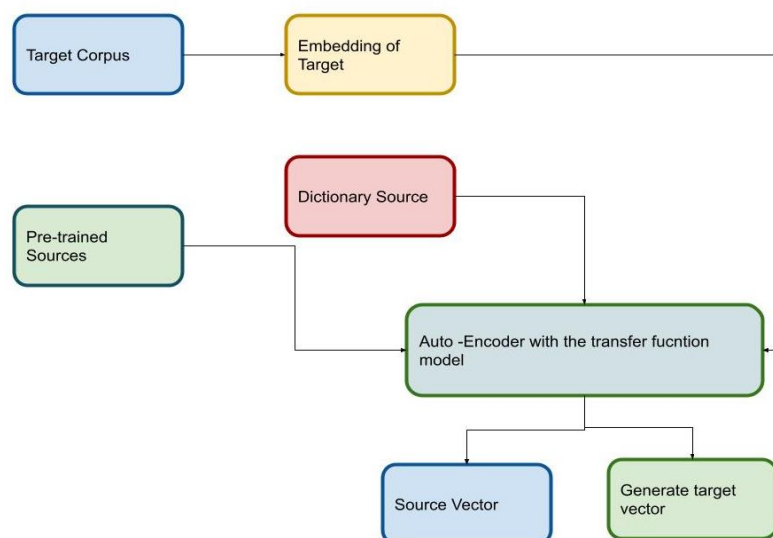 Target Corpus
Embedding of
Target
Dictionary Source
Pre-trained
Sources
Auto -Encoder with the transfer fucntion
model
Source Vector
Generate target
vector